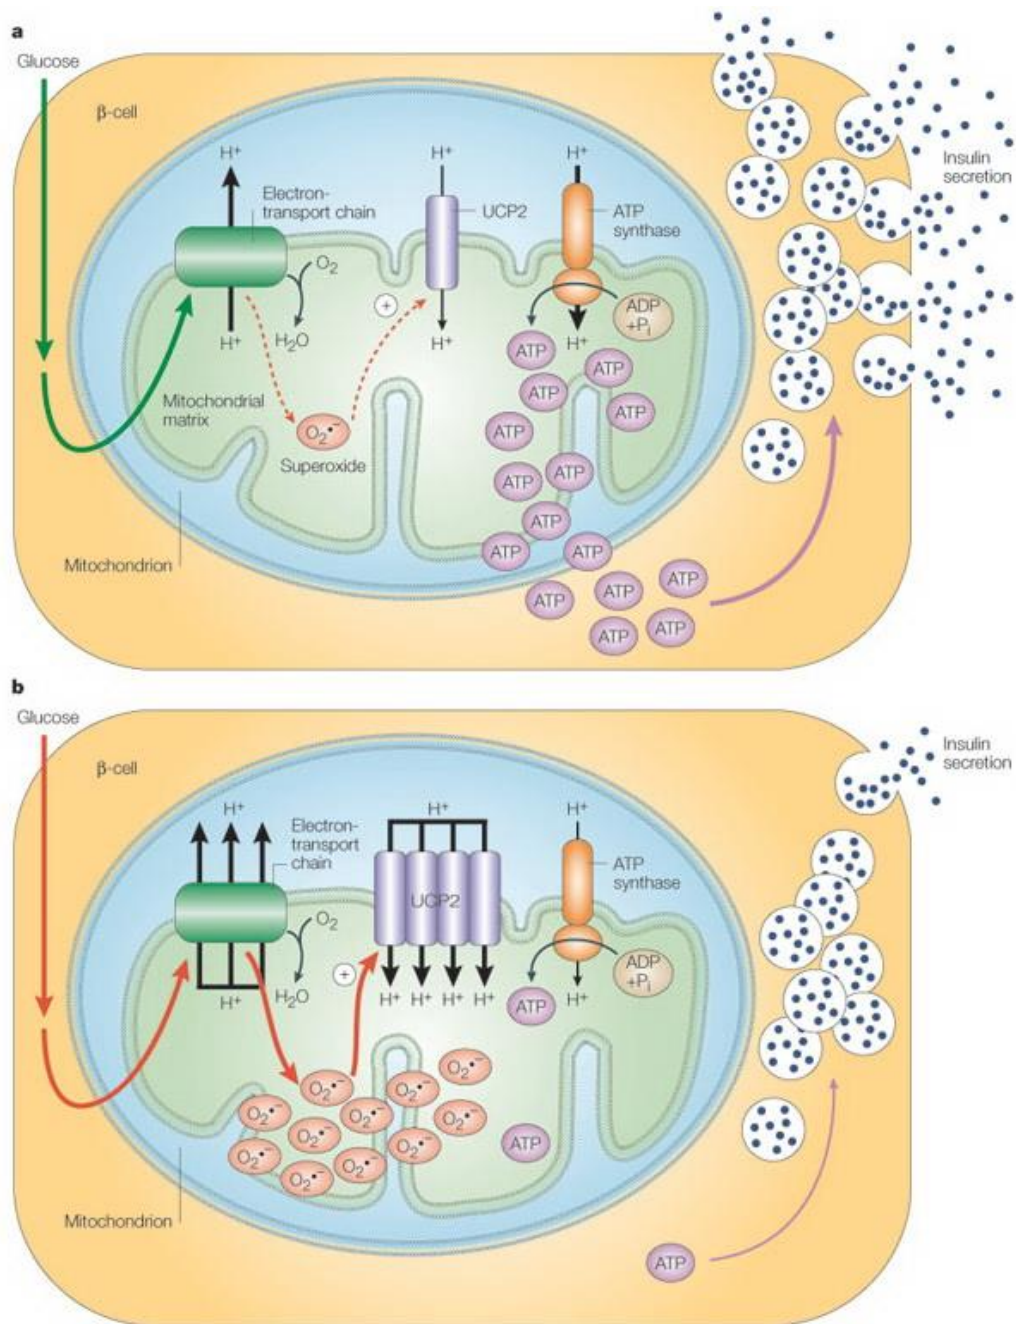 a
Glucose
β-cell
H⁺
H⁺
H⁺
Insulin
secretion
Electron-
transport chain
UCP2
ATP
synthase
O₂
+
ADP
+Pᵢ
H⁺
H₂O
H⁺
H⁺
ATP
ATP
ATP
ATP
Mitochondrial
matrix
O₂•⁻
ATP
Superoxide
ATP
ATP
ATP
ATP
ATP
Mitochondrion
ATP
ATP
ATP
ATP
ATP
b
Glucose
Insulin
secretion
β-cell
H⁺
H⁺
H⁺
Electron-
transport
chain
ATP
synthase
UCP2
O₂
+
ADP
+Pᵢ
H⁺
H₂O
H⁺
H⁺
H⁺
H⁺
ATP
H⁺
O₂•⁻
O₂•⁻
O₂•⁻
O₂•⁻
O₂•⁻
O₂•⁻
O₂•⁻
O₂•⁻
O₂•⁻
O₂•⁻
O₂•⁻
ATP
Mitochondrion
ATP